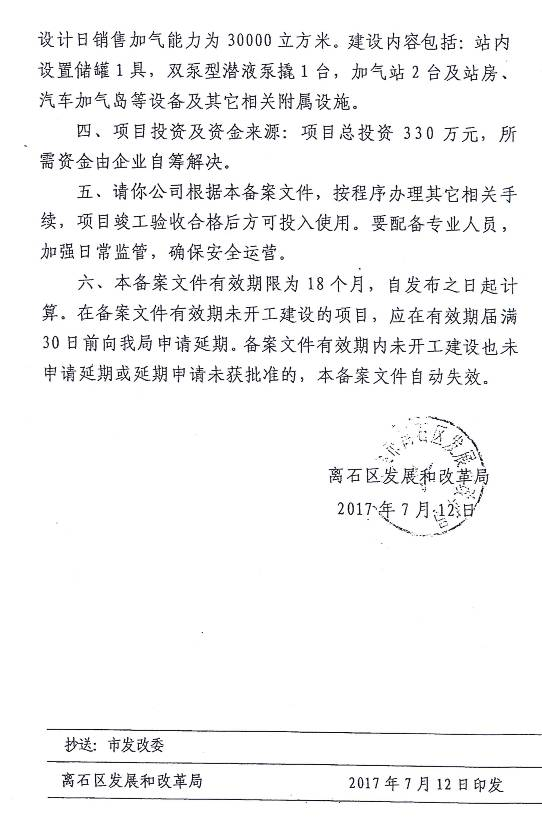 设计日销售加气能力为 30000 立方米。建设内容包括：站内
设置储罐 1 具，双泵型潜液泵撬 1 台，加气站 2 台及站房、
汽车加气岛等设备及其它相关附属设施。
四、项目投资及资金来源：项目总投资 330 万元，所
需资金由企业自筹解决。
五、请你公司根据本备案文件，按程序办理其它相关手
续，项目竣工验收合格后方可投入使用。要配备专业人员，
加强日常监管，确保安全运营。
六、本备案文件有效期限为 18 个月，自发布之日起计
算。在备案文件有效期未开工建设的项目，应在有效期届满
30 日前向我局申请延期。备案文件有效期内未开工建设也未
申请延期或延期申请未获批准的，本备案文件自动失效。
离石区发展和改革局
2017 年 7 月 12 日
抄送：市发改委
离石区发展和改革局 2017 年 7 月 12 日印发